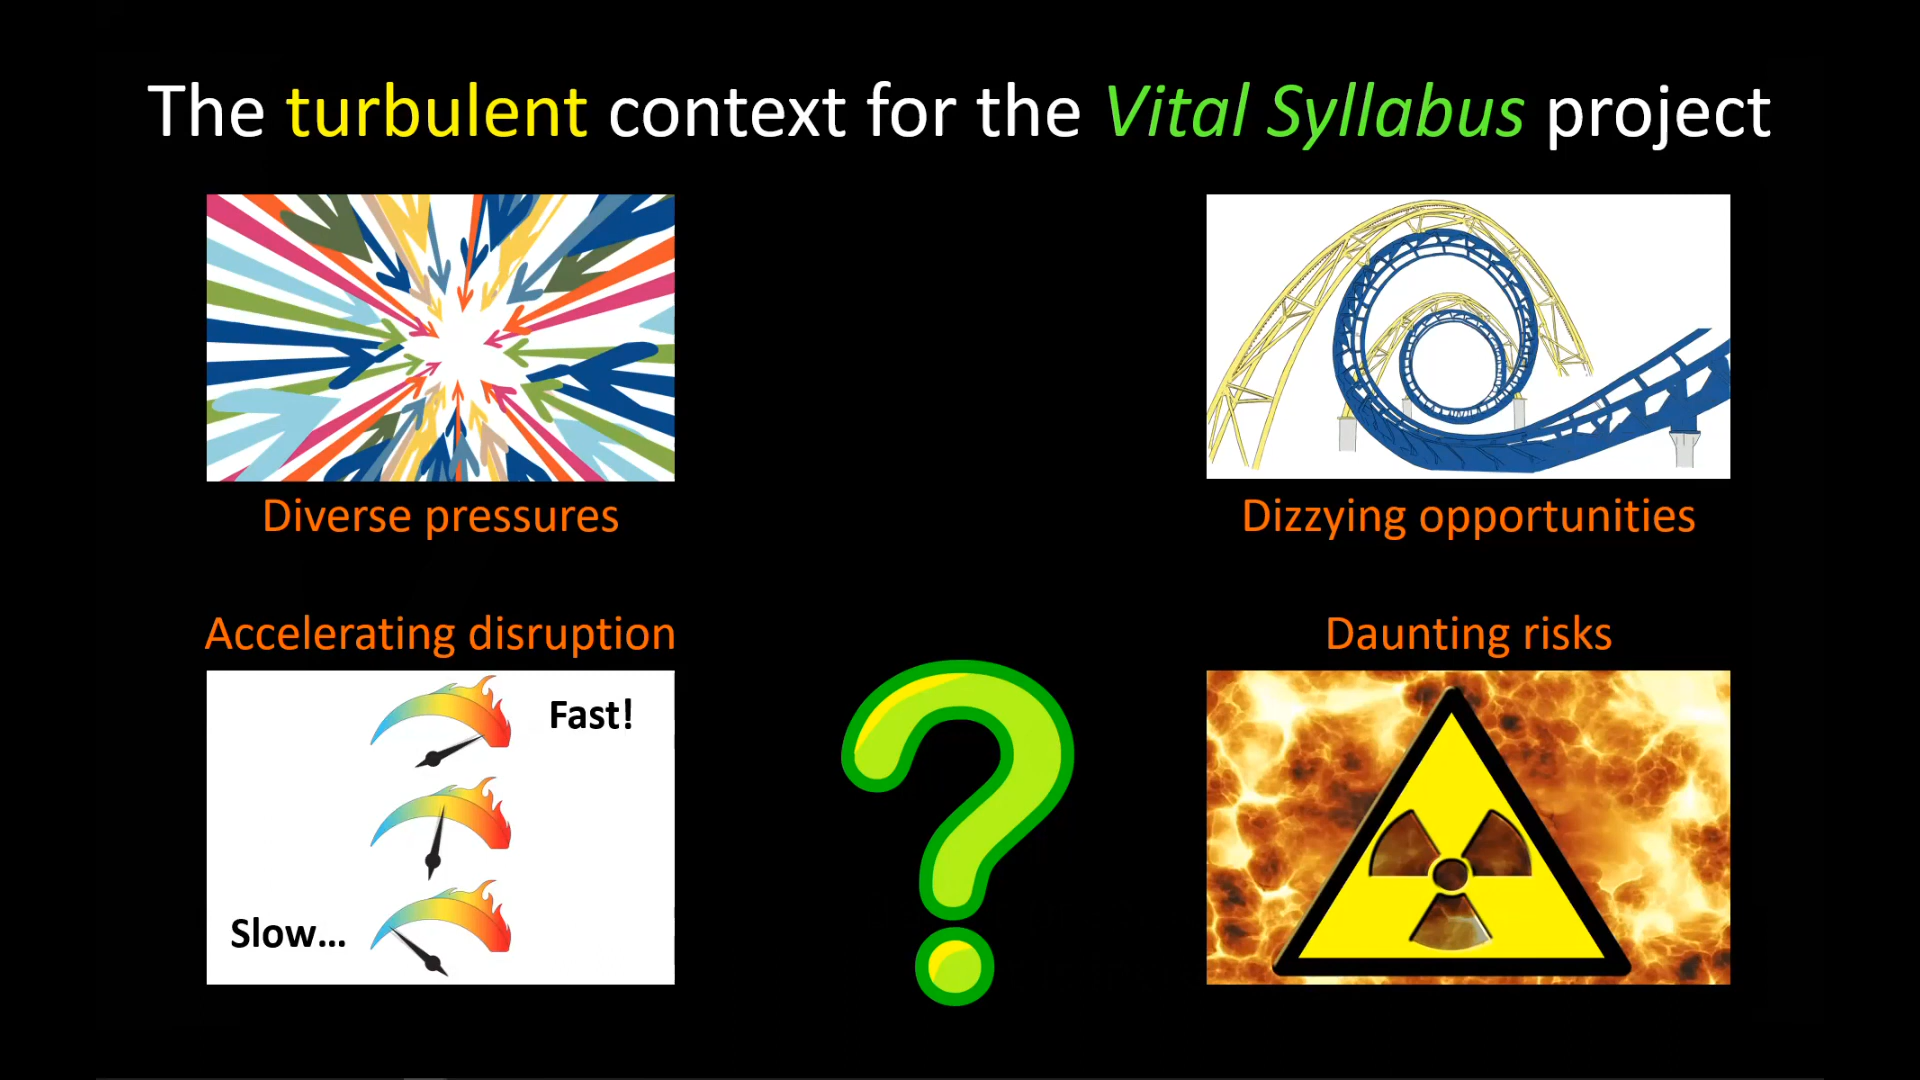 The turbulent context for the Vital Syllabus project
Diverse pressures
Dizzying opportunities
Accelerating disruption
Daunting risks
Fast!
Slow...
?